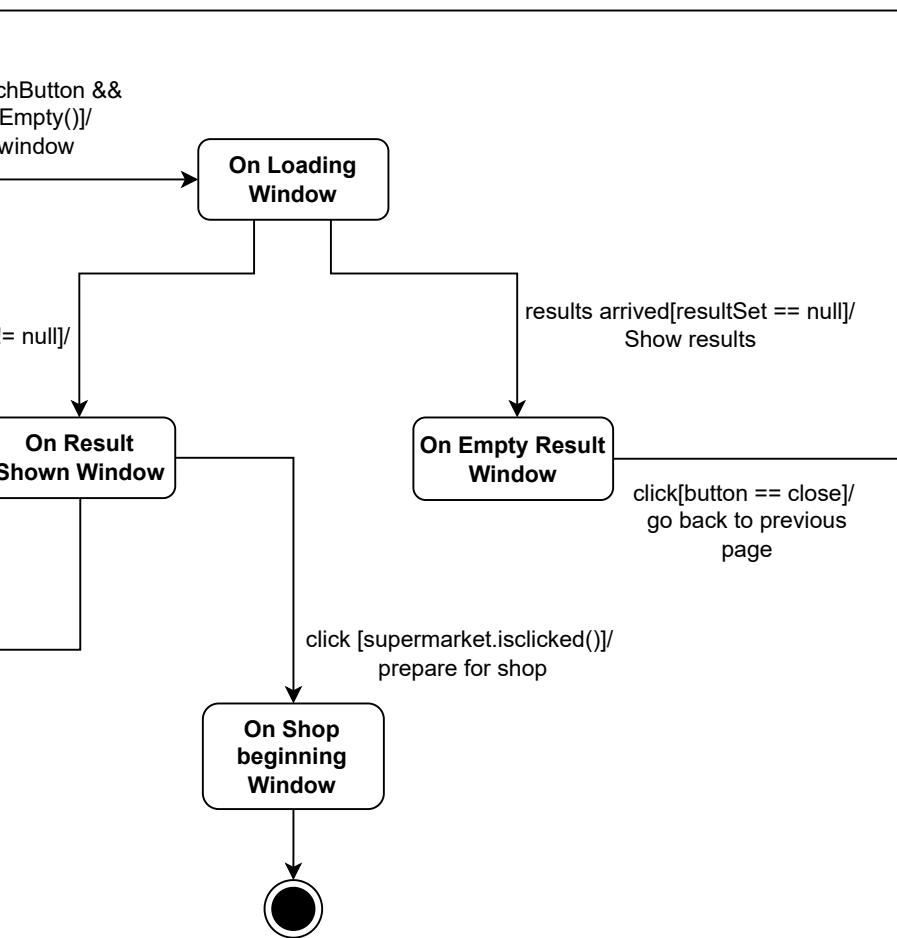 chButton &&
Empty()]/
window
On Loading
Window
results arrived[resultSet == null]/
Show results
!= null]/
On Result
Shown Window
On Empty Result
Window
click[button == close]/
go back to previous
page
click [supermarket.isclicked()]/
prepare for shop
On Shop
beginning
Window